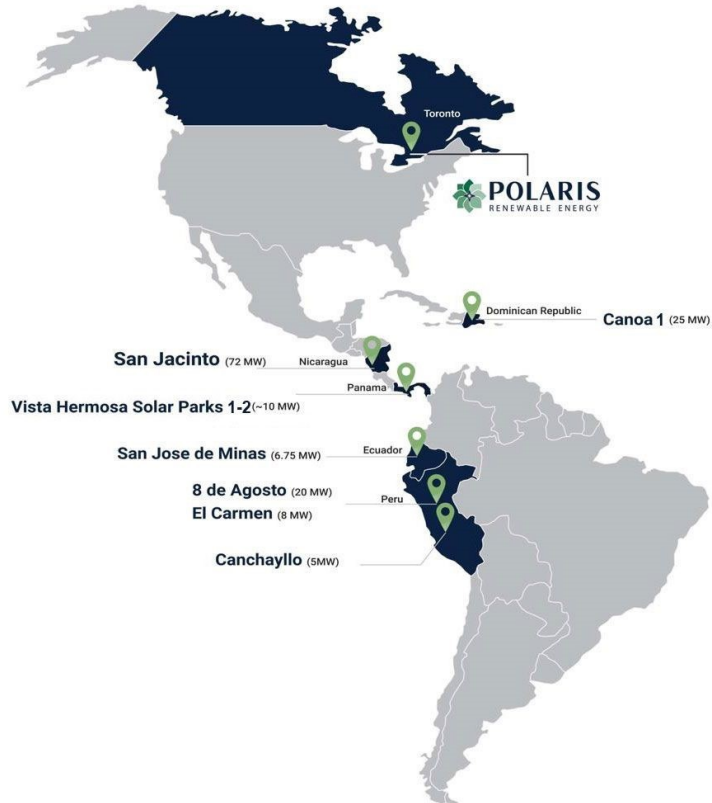 Toronto
POLARIS
RENEWABLE ENERGY
Dominican Republic
Canoa 1 (25 MW)
San Jacinto (72 MW)
Nicaragua
Panama
Vista Hermosa Solar Parks 1-2 (~10 MW)
San Jose de Minas (6.75 MW)
Ecuador
8 de Agosto (20 MW)
Peru
El Carmen (8 MW)
Canchayllo (5MW)